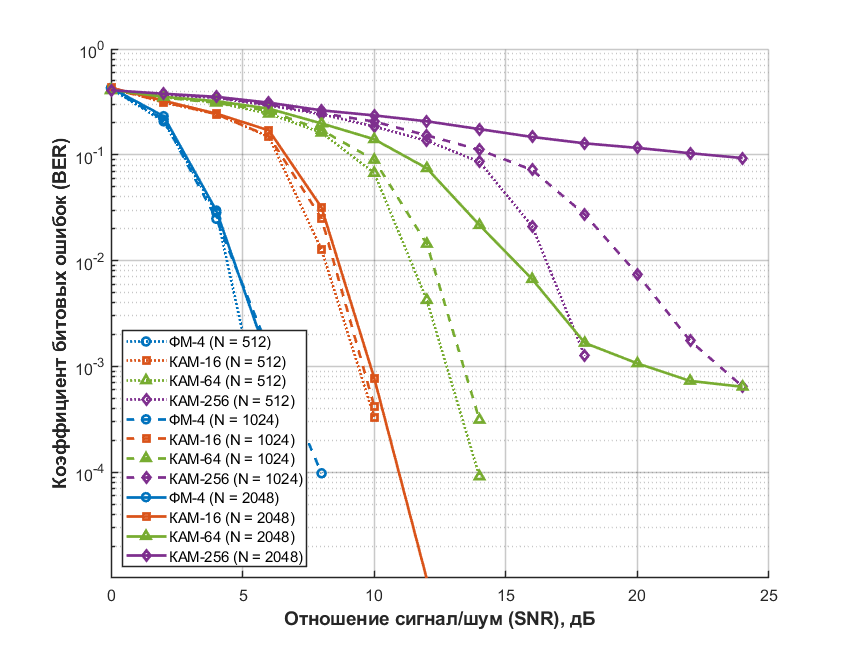 10^0
10^-1
10^-2
10^-3
10^-4
Коэффициент битовых ошибок (BER)
ФМ-4 (N = 512)
КАМ-16 (N = 512)
КАМ-64 (N = 512)
КАМ-256 (N = 512)
ФМ-4 (N = 1024)
КАМ-16 (N = 1024)
КАМ-64 (N = 1024)
КАМ-256 (N = 1024)
ФМ-4 (N = 2048)
КАМ-16 (N = 2048)
КАМ-64 (N = 2048)
КАМ-256 (N = 2048)
0 5 10 15 20 25
Отношение сигнал/шум (SNR), дБ